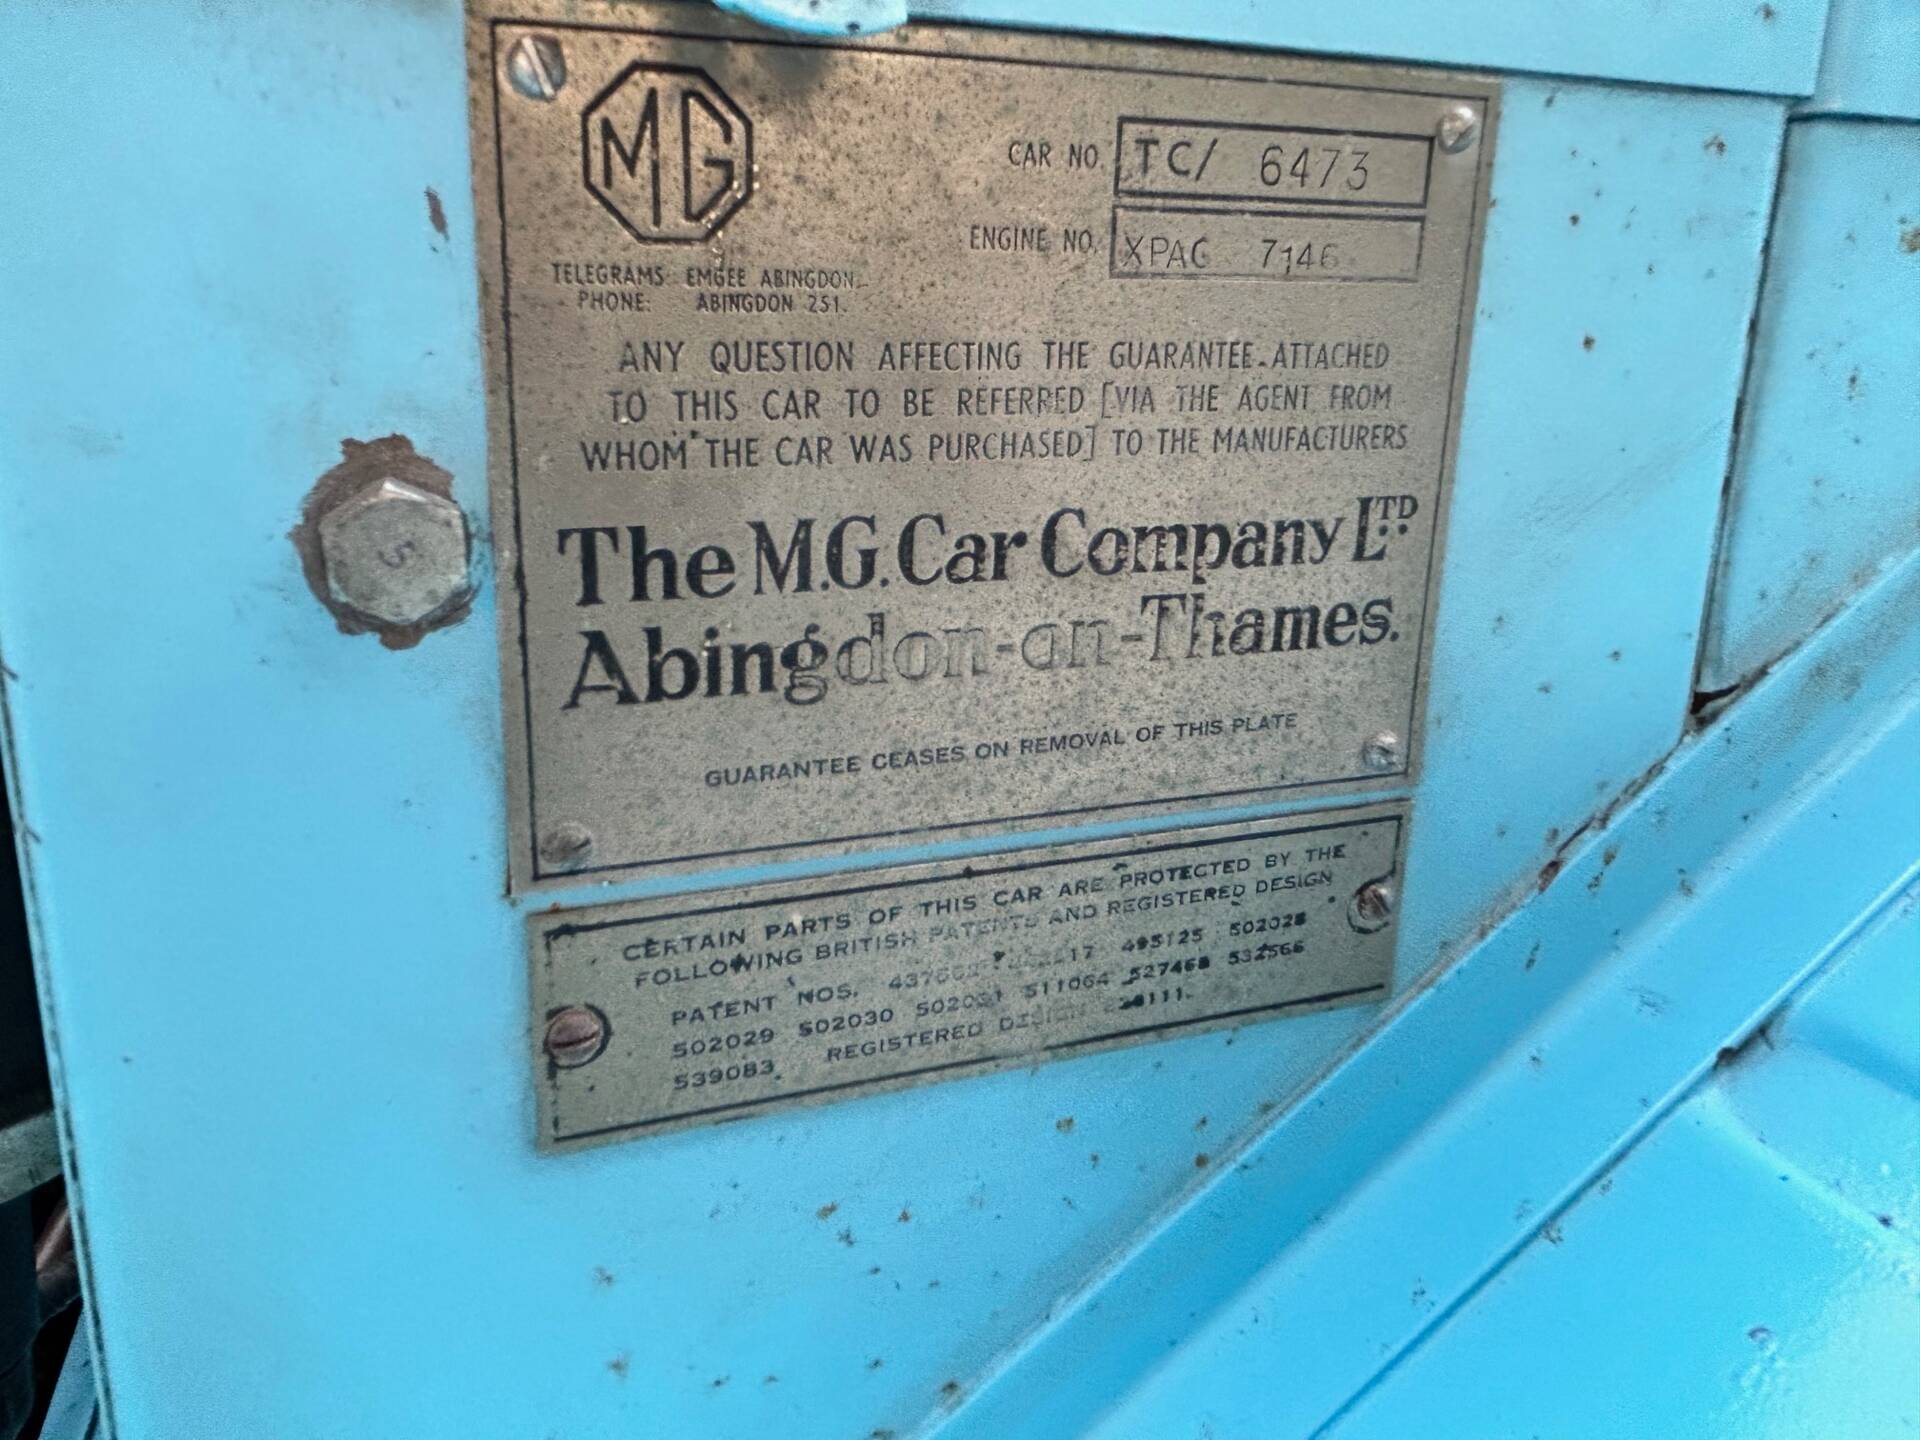 MG
CAR NO. TC/ 6473
ENGINE NO. XPAG 7146
TELEGRAMS: EMGEE ABINGDON.
PHONE: ABINGDON 251.
ANY QUESTION AFFECTING THE GUARANTEE ATTACHED
TO THIS CAR TO BE REFERRED [VIA THE AGENT FROM
WHOM THE CAR WAS PURCHASED] TO THE MANUFACTURERS
The M.G. Car Company LTD.
Abingdon-on-Thames.
GUARANTEE CEASES ON REMOVAL OF THIS PLATE
CERTAIN PARTS OF THIS CAR ARE PROTECTED BY THE
FOLLOWING BRITISH PATENTS AND REGISTERED DESIGN
PATENT NOS. 495125 502028
502029 502030 511064 527468 532566
539083. REGISTERED DESIGN
5